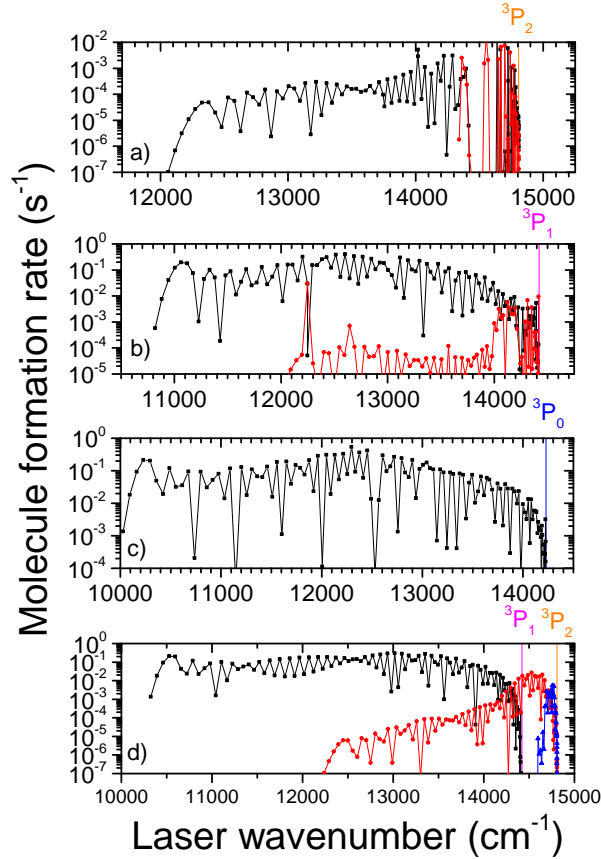 ³P₂
10⁻²
10⁻³
10⁻⁴
10⁻⁵
10⁻⁶
10⁻⁷
a)
12000 13000 14000 15000
³P₁
10⁰
10⁻¹
10⁻²
10⁻³
10⁻⁴
10⁻⁵
b)
11000 12000 13000 14000
³P₀
10⁰
10⁻¹
10⁻²
10⁻³
10⁻⁴
c)
10000 11000 12000 13000 14000
³P₁ ³P₂
10⁰
10⁻¹
10⁻²
10⁻³
10⁻⁴
10⁻⁵
10⁻⁶
10⁻⁷
d)
10000 11000 12000 13000 14000 15000
Molecule formation rate (s⁻¹)
Laser wavenumber (cm⁻¹)